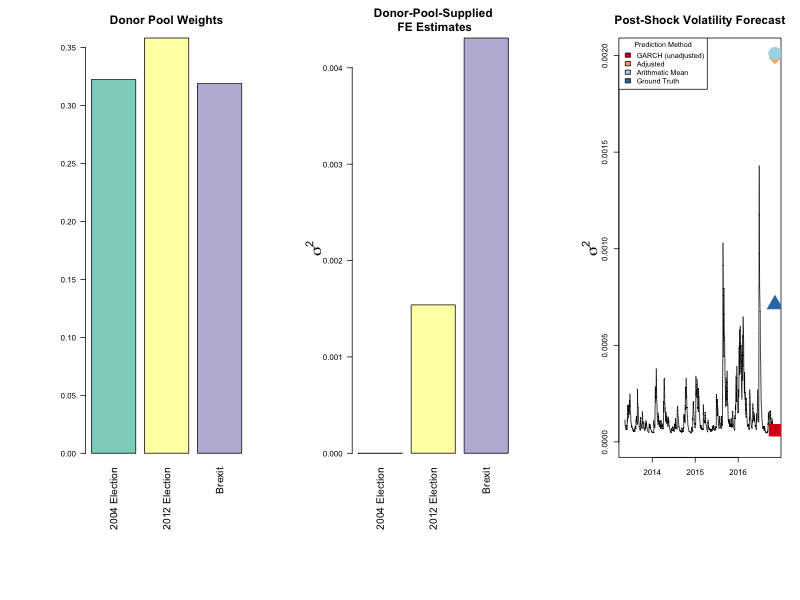 Donor Pool Weights
0.35
0.30
0.25
0.20
0.15
0.10
0.05
0.00
2004 Election
2012 Election
Brexit
Donor-Pool-Supplied
FE Estimates
σ2
0.004
0.003
0.002
0.001
0.000
2004 Election
2012 Election
Brexit
Post-Shock Volatility Forecast
σ2
0.0020
0.0015
0.0010
0.0005
0.0000
Prediction Method
GARCH (unadjusted)
Adjusted
Arithmetic Mean
Ground Truth
2014
2015
2016